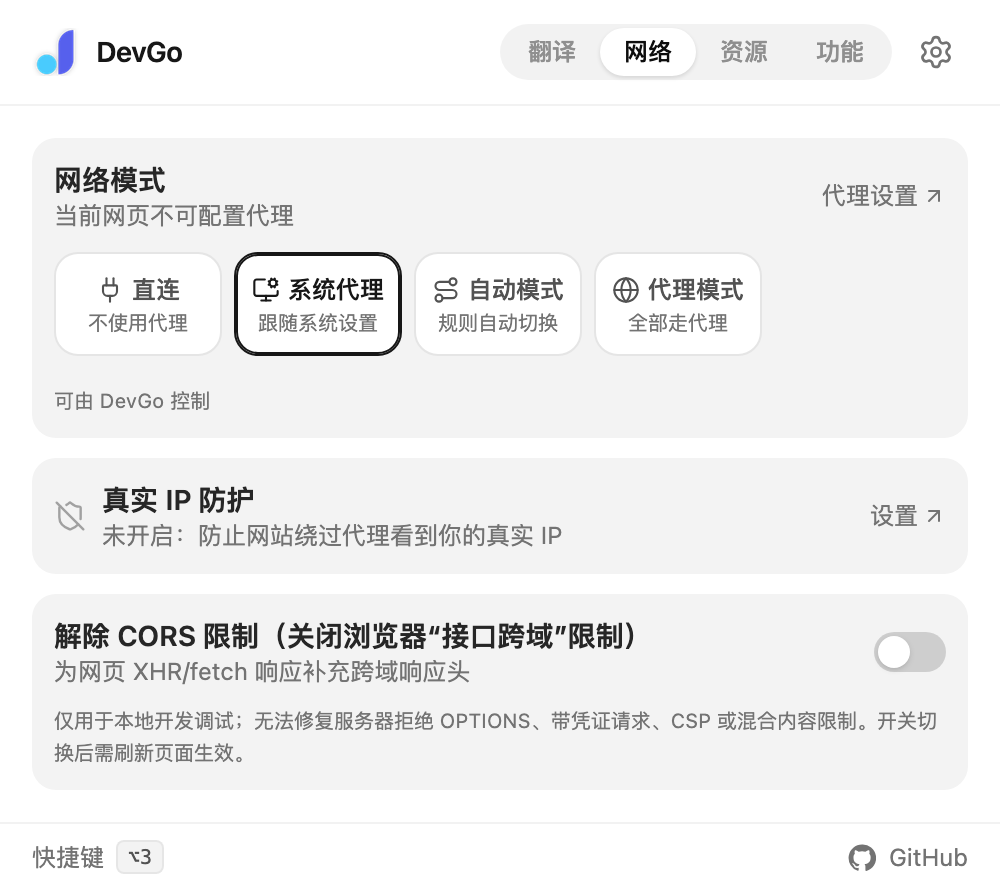 DevGo
翻译
网络
资源
功能
网络模式
当前网页不可配置代理
代理设置
直连
不使用代理
系统代理
跟随系统设置
自动模式
规则自动切换
代理模式
全部走代理
可由 DevGo 控制
真实 IP 防护
未开启：防止网站绕过代理看到你的真实 IP
设置
解除 CORS 限制（关闭浏览器“接口跨域”限制）
为网页 XHR/fetch 响应补充跨域响应头
仅用于本地开发调试；无法修复服务器拒绝 OPTIONS、带凭证请求、CSP 或混合内容限制。开关切
换后需刷新页面生效。
快捷键
⌥3
GitHub